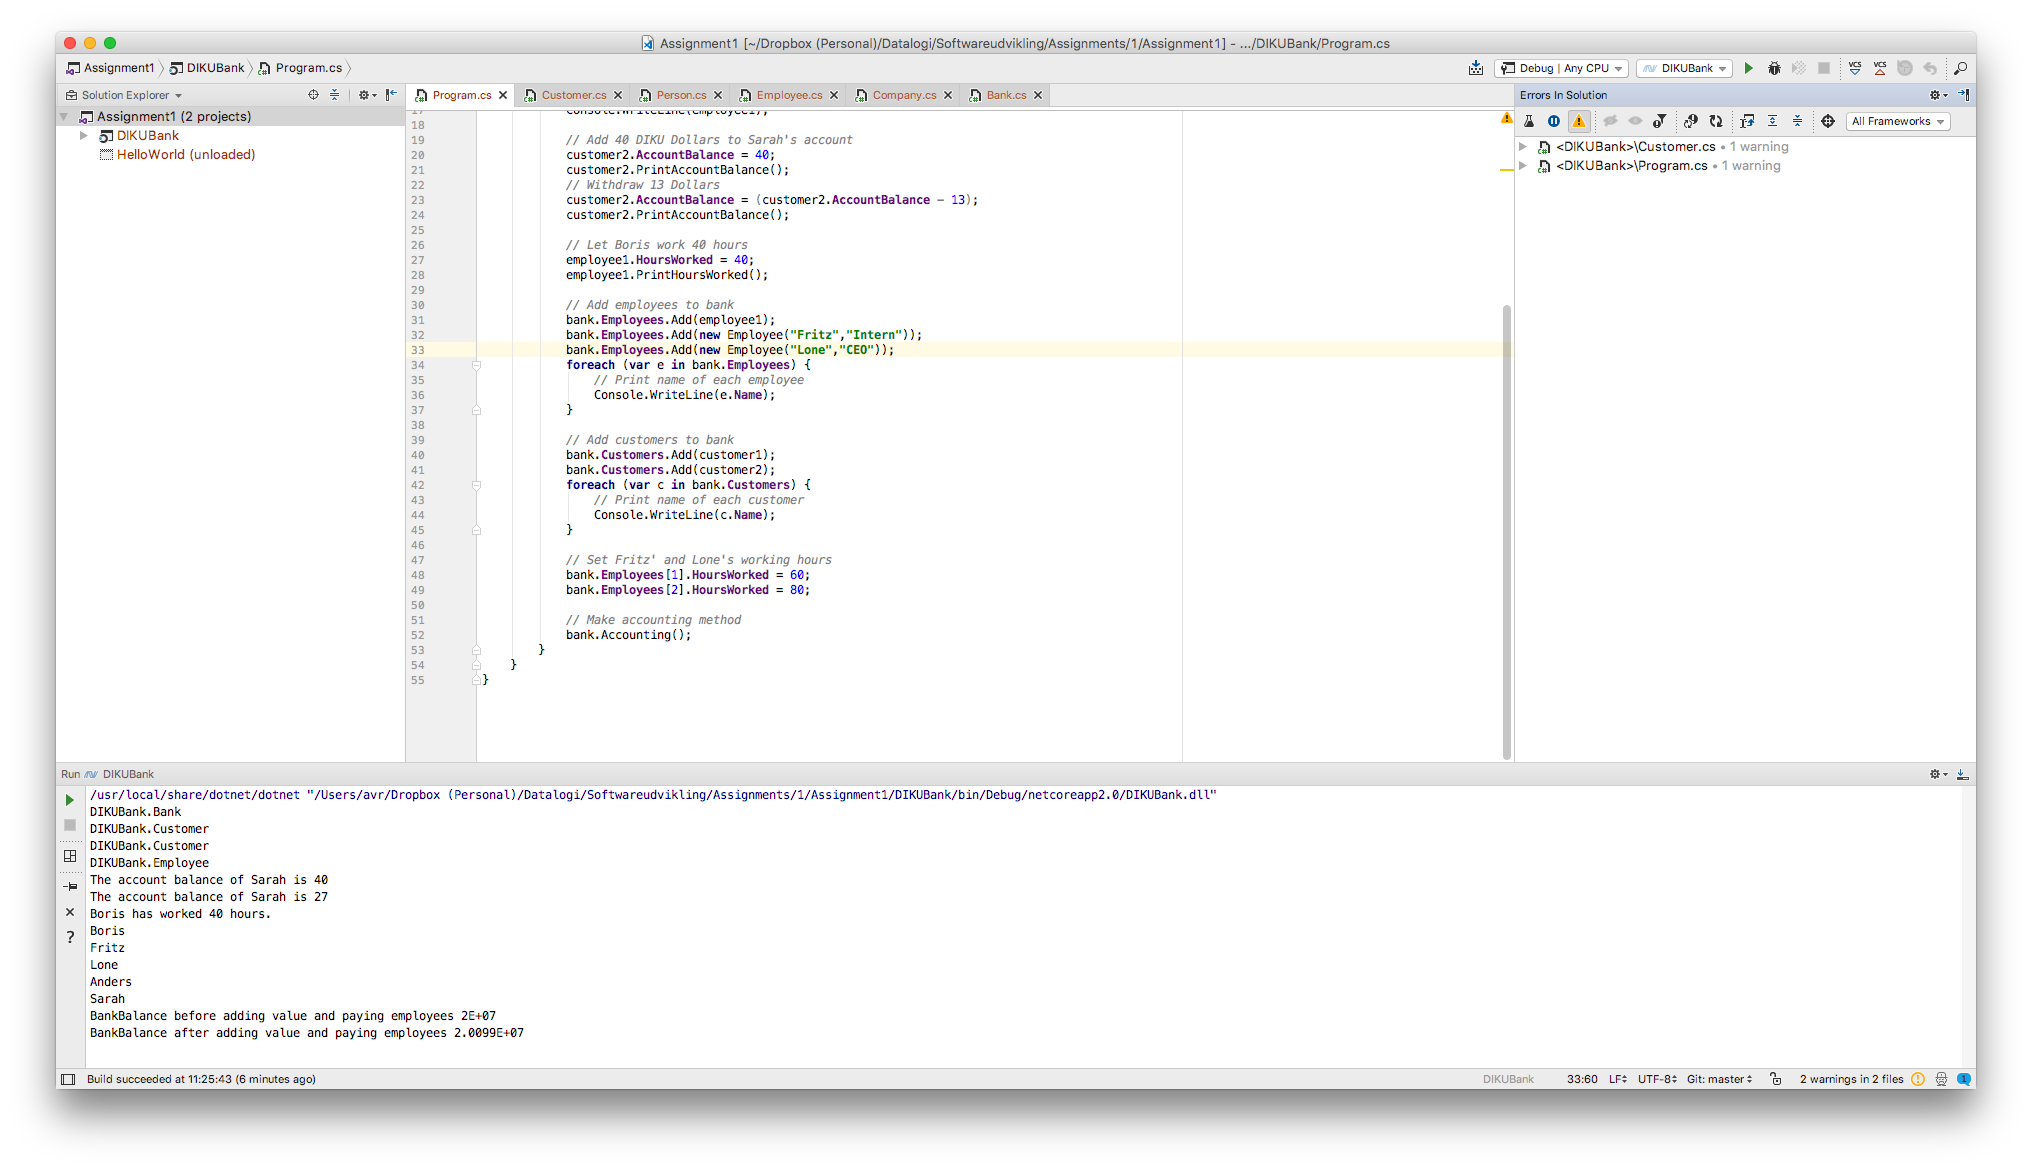 Assignment1 [~/Dropbox (Personal)/Datalogi/Softwareudvikling/Assignments/1/Assignment1] - .../DIKUBank/Program.cs
Assignment1 DIKUBank Program.cs
Debug | Any CPU DIKUBank VCS VCS
Solution Explorer
Program.cs Customer.cs Person.cs Employee.cs Company.cs Bank.cs
Errors In Solution
Assignment1 (2 projects)
DIKUBank
HelloWorld (unloaded)
17 Console.WriteLine(employee1);
18
19 // Add 40 DIKU Dollars to Sarah's account
20 customer2.AccountBalance = 40;
21 customer2.PrintAccountBalance();
22 // Withdraw 13 Dollars
23 customer2.AccountBalance = (customer2.AccountBalance - 13);
24 customer2.PrintAccountBalance();
25
26 // Let Boris work 40 hours
27 employee1.HoursWorked = 40;
28 employee1.PrintHoursWorked();
29
30 // Add employees to bank
31 bank.Employees.Add(employee1);
32 bank.Employees.Add(new Employee("Fritz","Intern"));
33 bank.Employees.Add(new Employee("Lone","CEO"));
34 foreach (var e in bank.Employees) {
35 // Print name of each employee
36 Console.WriteLine(e.Name);
37 }
38
39 // Add customers to bank
40 bank.Customers.Add(customer1);
41 bank.Customers.Add(customer2);
42 foreach (var c in bank.Customers) {
43 // Print name of each customer
44 Console.WriteLine(c.Name);
45 }
46
47 // Set Fritz' and Lone's working hours
48 bank.Employees[1].HoursWorked = 60;
49 bank.Employees[2].HoursWorked = 80;
50
51 // Make accounting method
52 bank.Accounting();
53 }
54 }
55 }
All Frameworks
<DIKUBank>\Customer.cs • 1 warning
<DIKUBank>\Program.cs • 1 warning
Run DIKUBank
/usr/local/share/dotnet/dotnet "/Users/avr/Dropbox (Personal)/Datalogi/Softwareudvikling/Assignments/1/Assignment1/DIKUBank/bin/Debug/netcoreapp2.0/DIKUBank.dll"
DIKUBank.Bank
DIKUBank.Customer
DIKUBank.Customer
DIKUBank.Employee
The account balance of Sarah is 40
The account balance of Sarah is 27
Boris has worked 40 hours.
Boris
Fritz
Lone
Anders
Sarah
BankBalance before adding value and paying employees 2E+07
BankBalance after adding value and paying employees 2.0099E+07
Build succeeded at 11:25:43 (6 minutes ago)
DIKUBank 33:60 LF UTF-8 Git: master 2 warnings in 2 files 1